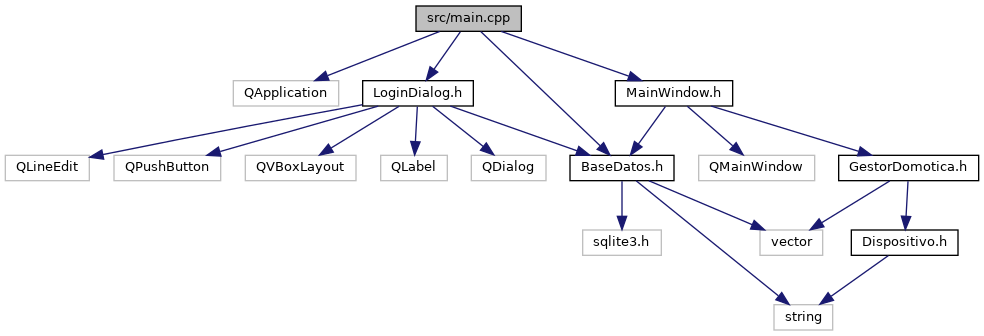 src/main.cpp
QApplication
LoginDialog.h
MainWindow.h
QLineEdit
QPushButton
QVBoxLayout
QLabel
QDialog
BaseDatos.h
QMainWindow
GestorDomotica.h
sqlite3.h
vector
Dispositivo.h
string